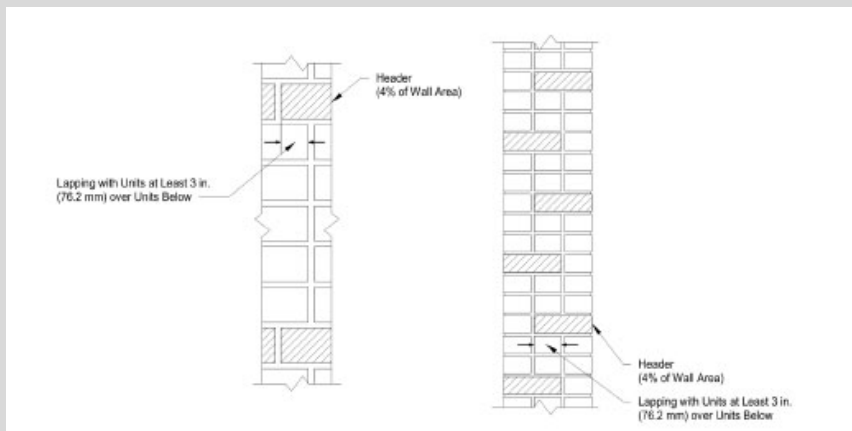 Header
(4% of Wall Area)
Lapping with Units at Least 3 in.
(76.2 mm) over Units Below
Header
(4% of Wall Area)
Lapping with Units at Least 3 in.
(76.2 mm) over Units Below